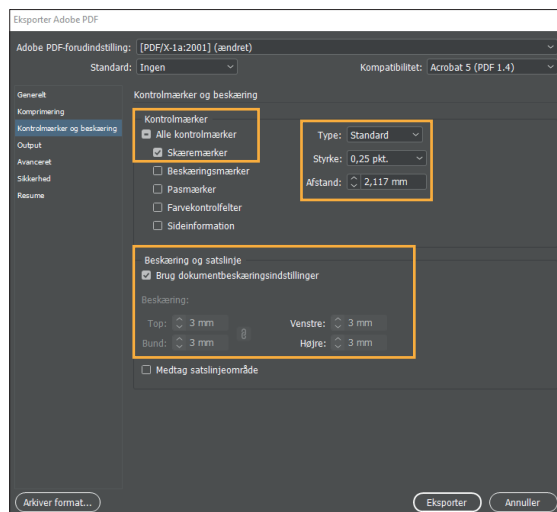 Eksporter Adobe PDF
Adobe PDF-forudindstilling: [PDF/X-1a:2001] (ændret)
Standard: Ingen Kompatibilitet: Acrobat 5 (PDF 1.4)
Generelt
Komprimering
Kontrolmærker og beskæring
Output
Avanceret
Sikkerhed
Resume
Kontrolmærker og beskæring
Kontrolmærker
Alle kontrolmærker
Skæremærker
Beskæringsmærker
Pasmærker
Farvekontrolfelter
Sideinformation
Type: Standard
Styrke: 0,25 pkt.
Afstand: 2,117 mm
Beskæring og satslinje
Brug dokumentbeskæringsindstillinger
Beskæring:
Top: 3 mm Venstre: 3 mm
Bund: 3 mm Højre: 3 mm
Medtag satslinjeområde
Arkiver format... Eksporter Annuller